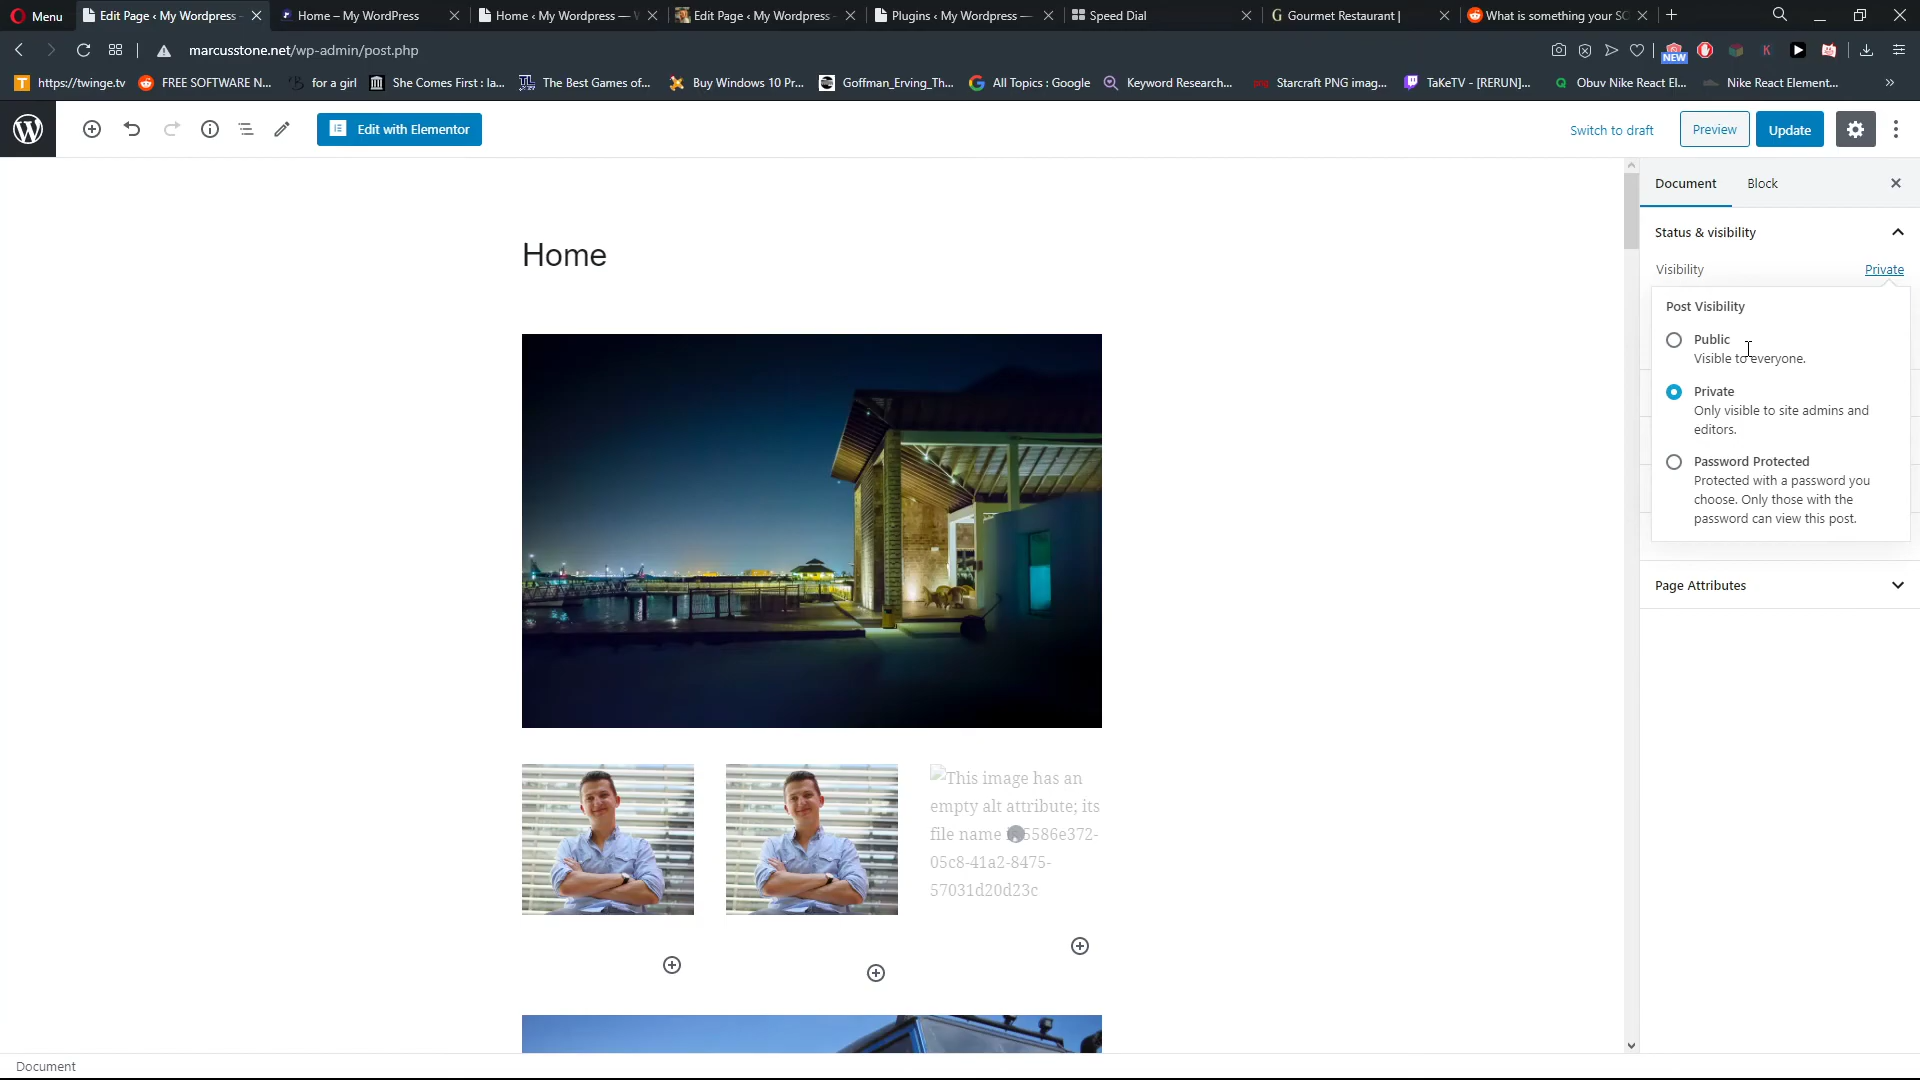 Menu
Edit Page ‹ My Wordpress
Home – My WordPress
Home ‹ My Wordpress —
Edit Page ‹ My Wordpress
Plugins ‹ My Wordpress —
Speed Dial
Gourmet Restaurant |
What is something your
marcusstone.net/wp-admin/post.php
NEW
https://twinge.tv
FREE SOFTWARE N...
for a girl
She Comes First : la...
The Best Games of...
Buy Windows 10 Pr...
Goffman_Erving_Th...
All Topics : Google
Keyword Research...
Starcraft PNG imag...
TaKeTV - [RERUN]...
Obuv Nike React El...
Nike React Element...
Edit with Elementor
Switch to draft
Preview
Update
Document
Block
Status & visibility
Visibility
Private
Post Visibility
Public
Visible to everyone.
Private
Only visible to site admins and
editors.
Password Protected
Protected with a password you
choose. Only those with the
password can view this post.
Page Attributes
Home
This image has an
empty alt attribute; its
file name is 5586e372-
05c8-41a2-8475-
57031d20d23c
Document